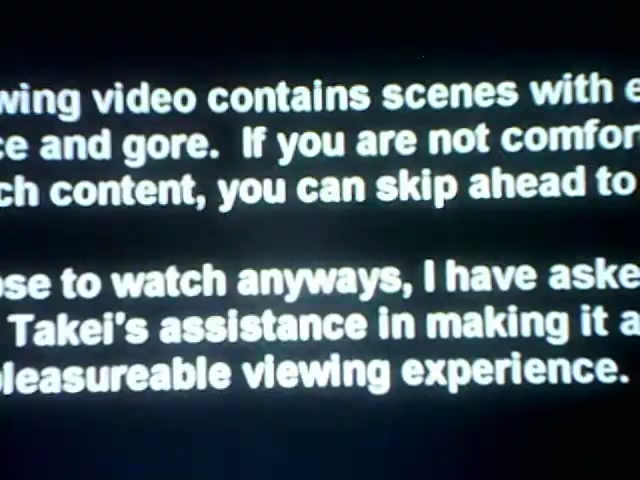 wing video contains scenes with e
ce and gore. If you are not comfor
ch content, you can skip ahead to
ose to watch anyways, I have aske
Takei's assistance in making it a
pleasureable viewing experience.